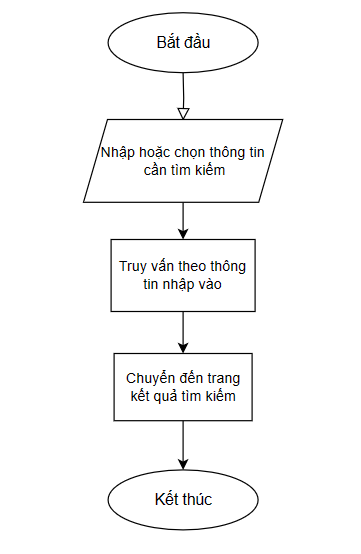 Bắt đầu
Nhập hoặc chọn thông tin
cần tìm kiếm
Truy vấn theo thông
tin nhập vào
Chuyển đến trang
kết quả tìm kiếm
Kết thúc